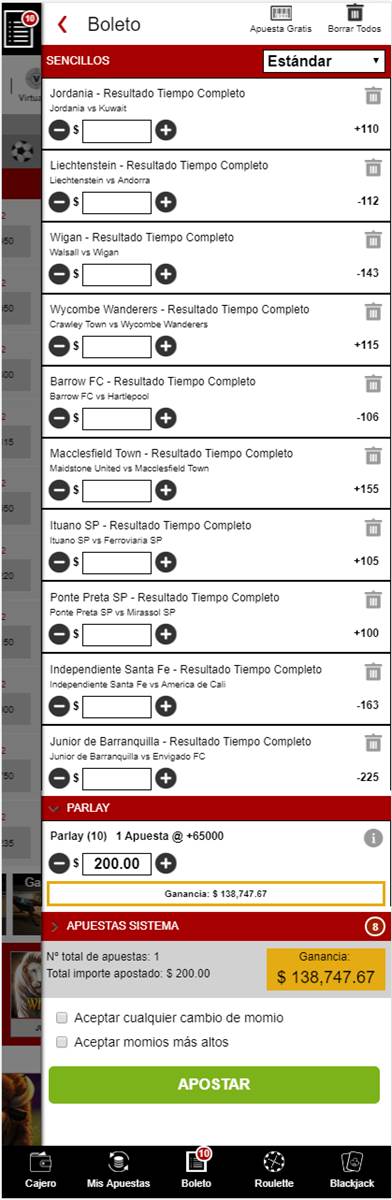 10
Boleto
Apuesta Gratis
Borrar Todos
SENCILLOS
Estándar
Jordania - Resultado Tiempo Completo
Jordania vs Kuwait
$
+110
Liechtenstein - Resultado Tiempo Completo
Liechtenstein vs Andorra
$
-112
Wigan - Resultado Tiempo Completo
Walsall vs Wigan
$
-143
Wycombe Wanderers - Resultado Tiempo Completo
Crawley Town vs Wycombe Wanderers
$
+115
Barrow FC - Resultado Tiempo Completo
Barrow FC vs Hartlepool
$
-106
Macclesfield Town - Resultado Tiempo Completo
Maidstone United vs Macclesfield Town
$
+155
Ituano SP - Resultado Tiempo Completo
Ituano SP vs Ferroviaria SP
$
+105
Ponte Preta SP - Resultado Tiempo Completo
Ponte Preta SP vs Mirassol SP
$
+100
Independiente Santa Fe - Resultado Tiempo Completo
Independiente Santa Fe vs America de Cali
$
-163
Junior de Barranquilla - Resultado Tiempo Completo
Junior de Barranquilla vs Envigado FC
$
-225
PARLAY
Parlay (10) 1 Apuesta @ +65000
$ 200.00
Ganancia: $ 138,747.67
APUESTAS SISTEMA
8
Nº total de apuestas: 1
Total importe apostado: $ 200.00
Ganancia:
$ 138,747.67
Aceptar cualquier cambio de momio
Aceptar momios más altos
APOSTAR
Cajero
Mis Apuestas
10
Boleto
Roulette
Blackjack